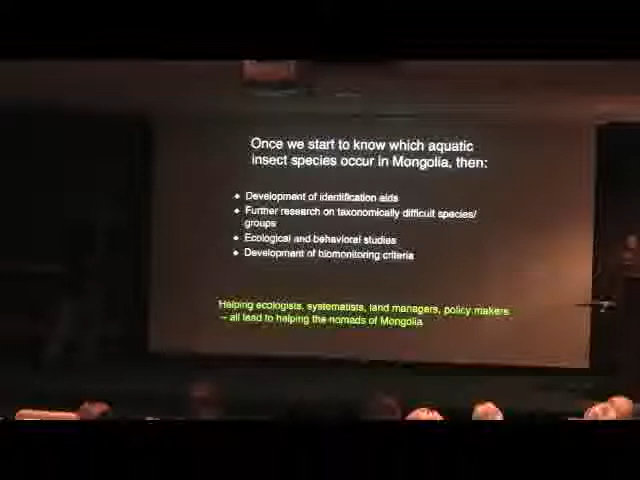 Once we start to know which aquatic
insect species occur in Mongolia, then:
• Development of identification aids
• Further research on taxonomically difficult species/
groups
• Ecological and behavioral studies
• Development of biomonitoring criteria
Helping ecologists, systematists, land managers, policy makers
– all lead to helping the nomads of Mongolia